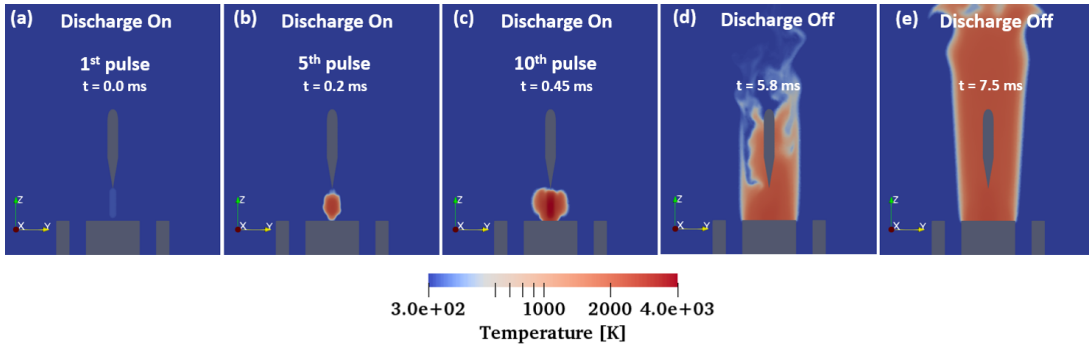 (a) Discharge On
1st pulse
t = 0.0 ms
Z
X Y
(b) Discharge On
5th pulse
t = 0.2 ms
Z
X Y
(c) Discharge On
10th pulse
t = 0.45 ms
Z
X Y
(d) Discharge Off
t = 5.8 ms
Z
X Y
(e) Discharge Off
t = 7.5 ms
Z
X Y
3.0e+02 1000 2000 4.0e+03
Temperature [K]